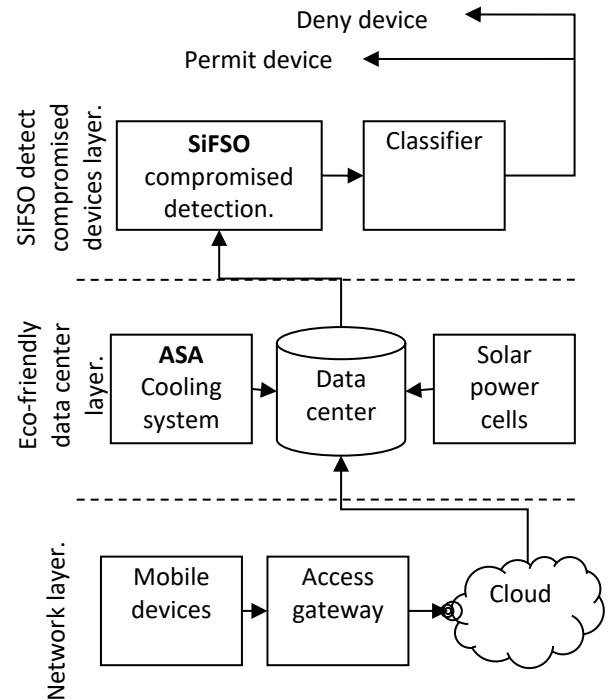 Deny device
Permit device
SiFSO detect
compromised
devices layer.
SiFSO
compromised
detection.
Classifier
Eco-friendly
data center
layer.
ASA
Cooling
system
Data
center
Solar
power
cells
Network layer.
Mobile
devices
Access
gateway
Cloud